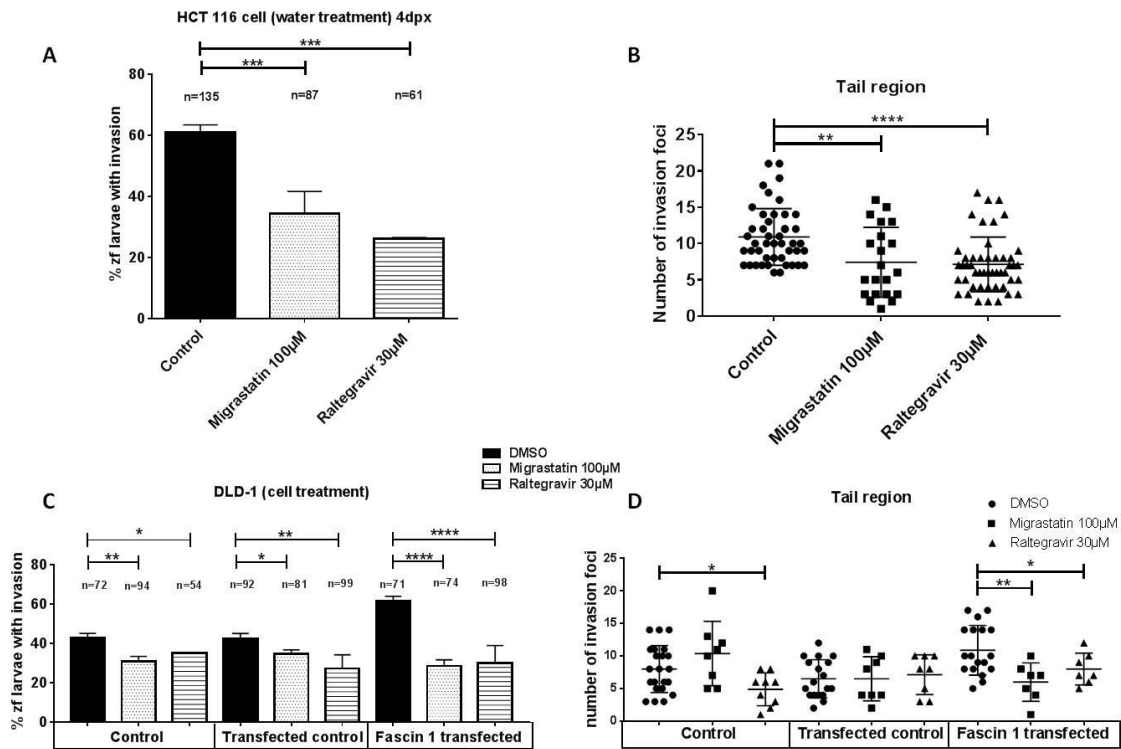 HCT 116 cell (water treatment) 4dpx
A
***
***
n=135 n=87 n=61
% zf larvae with invasion
80
60
40
20
0
Control
Migrastatin 100µM
Raltegravir 30µM
B
Tail region
****
**
Number of invasion foci
25
20
15
10
5
0
Control
Migrastatin 100µM
Raltegravir 30µM
DMSO
Migrastatin 100µM
Raltegravir 30µM
C
DLD-1 (cell treatment)
* ** ****
** * ****
n=72 n=94 n=54 n=92 n=81 n=99 n=71 n=74 n=98
% zf larvae with invasion
80
60
40
20
0
Control Transfected control Fascin 1 transfected
D
Tail region
DMSO
Migrastatin 100µM
Raltegravir 30µM
* *
**
number of invasion foci
25
20
15
10
5
0
Control Transfected control Fascin 1 transfected